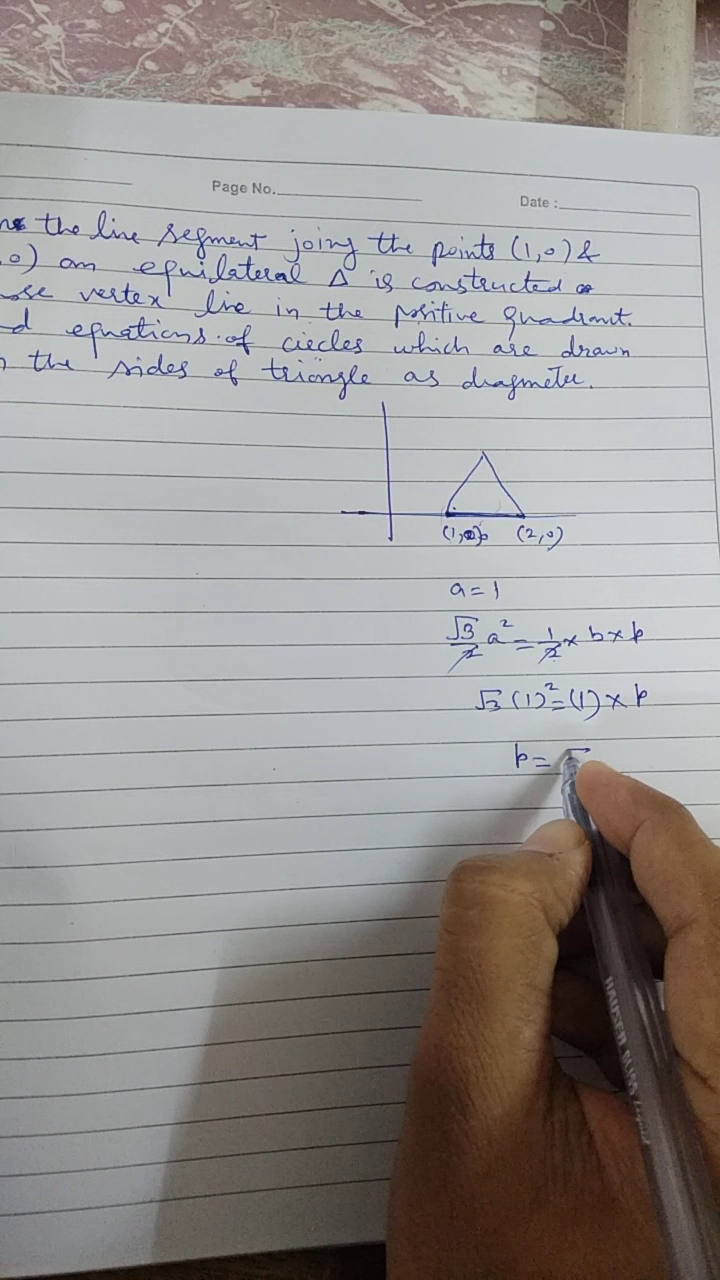 Page No.
Date :
the line segment joing the points (1,0) &
0) an equilateral Δ is constructed
vertex lie in the positive quadrant.
equations of circles which are drawn
the sides of triongle as diagmeter.
(1,0) (2,0)
a = 1
√3/2 a² = 1/2 × b × p
√3 (1)² = (1) × p
p =